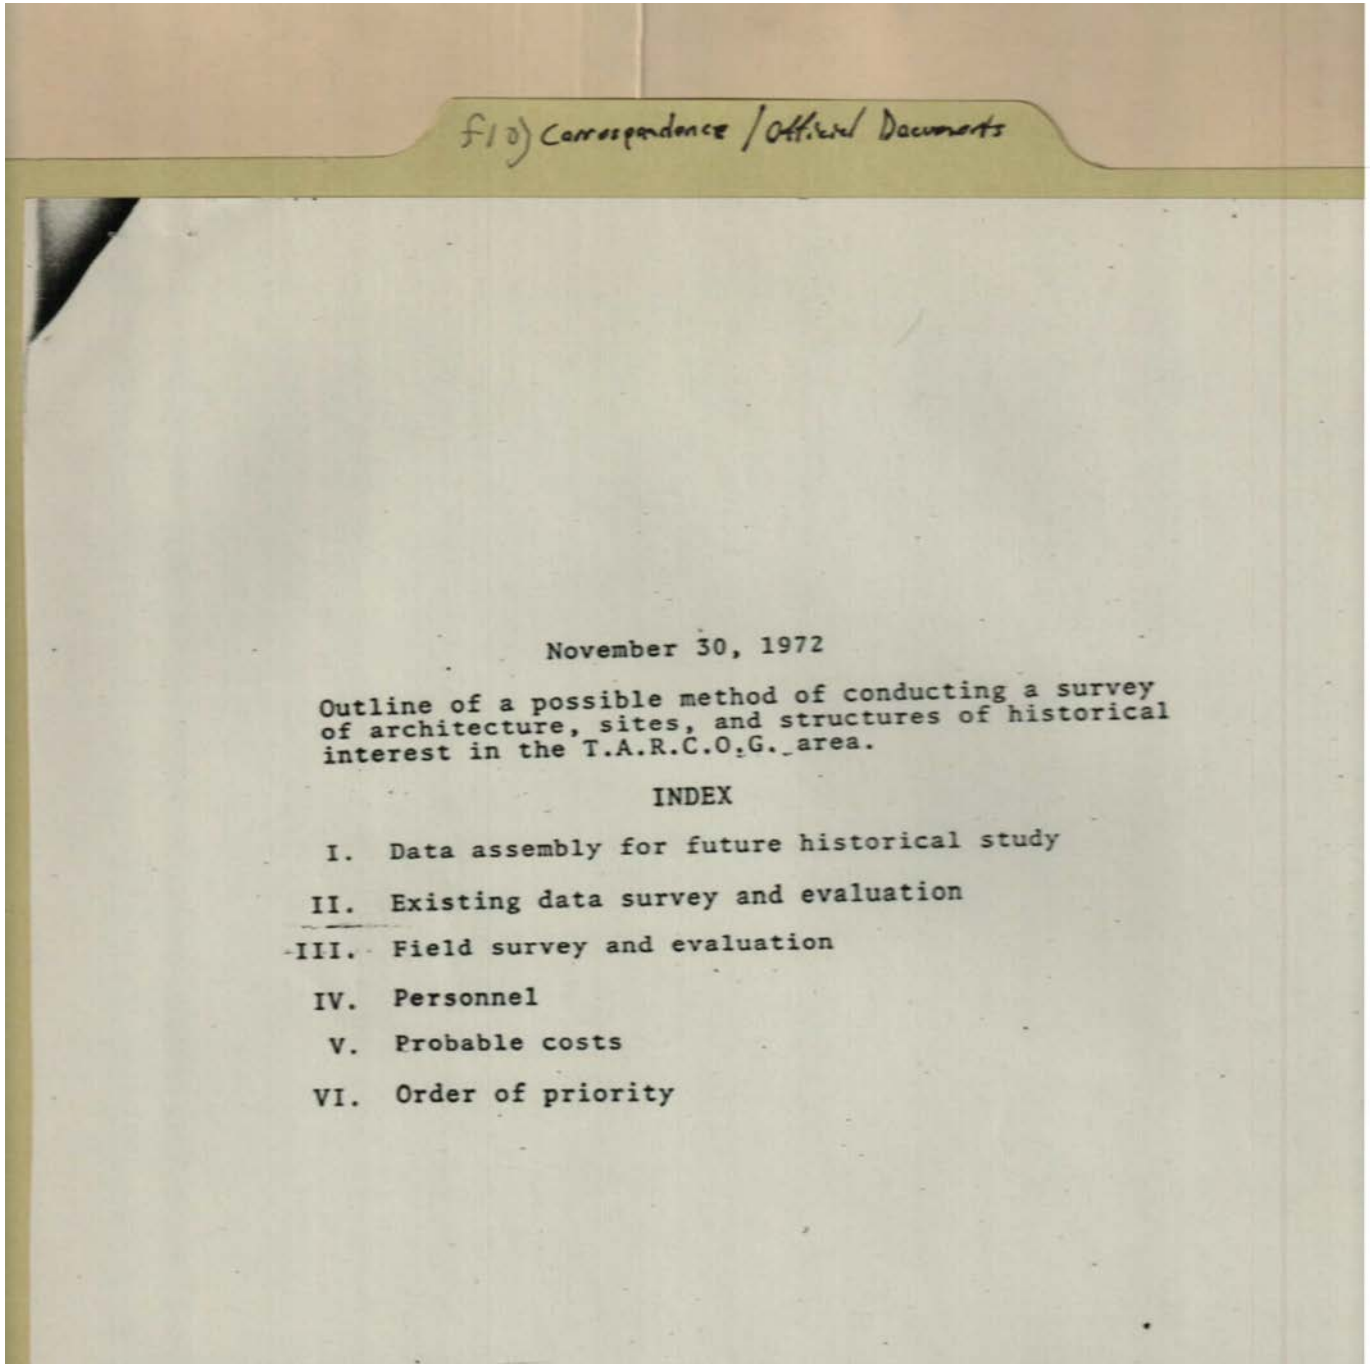 f10) Correspondence / Official Documents
November 30, 1972
Outline of a possible method of conducting a survey
of architecture, sites, and structures of historical
interest in the T.A.R.C.O.G. area.
INDEX
I. Data assembly for future historical study
II. Existing data survey and evaluation
III. Field survey and evaluation
IV. Personnel
V. Probable costs
VI. Order of priority